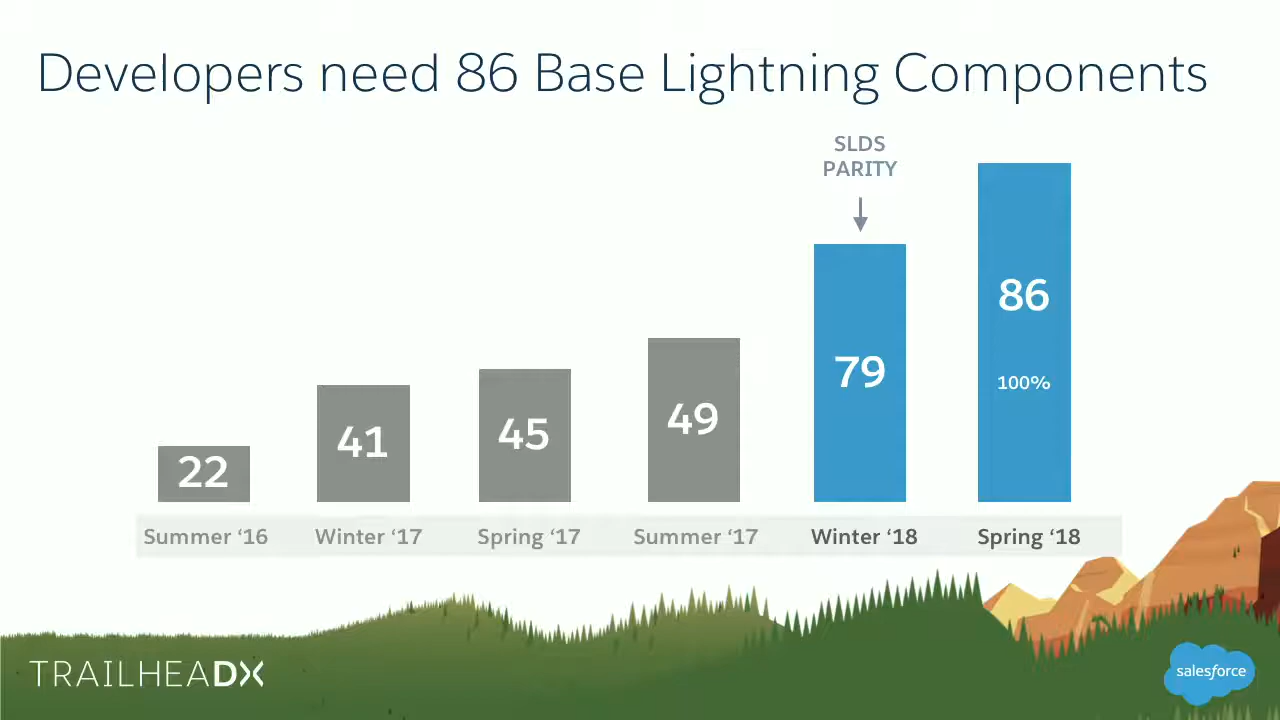 Developers need 86 Base Lightning Components
SLDS
PARITY
22
41
45
49
79
86
100%
Summer ‘16
Winter ‘17
Spring ‘17
Summer ‘17
Winter ‘18
Spring ‘18
TRAILHEADX
salesforce